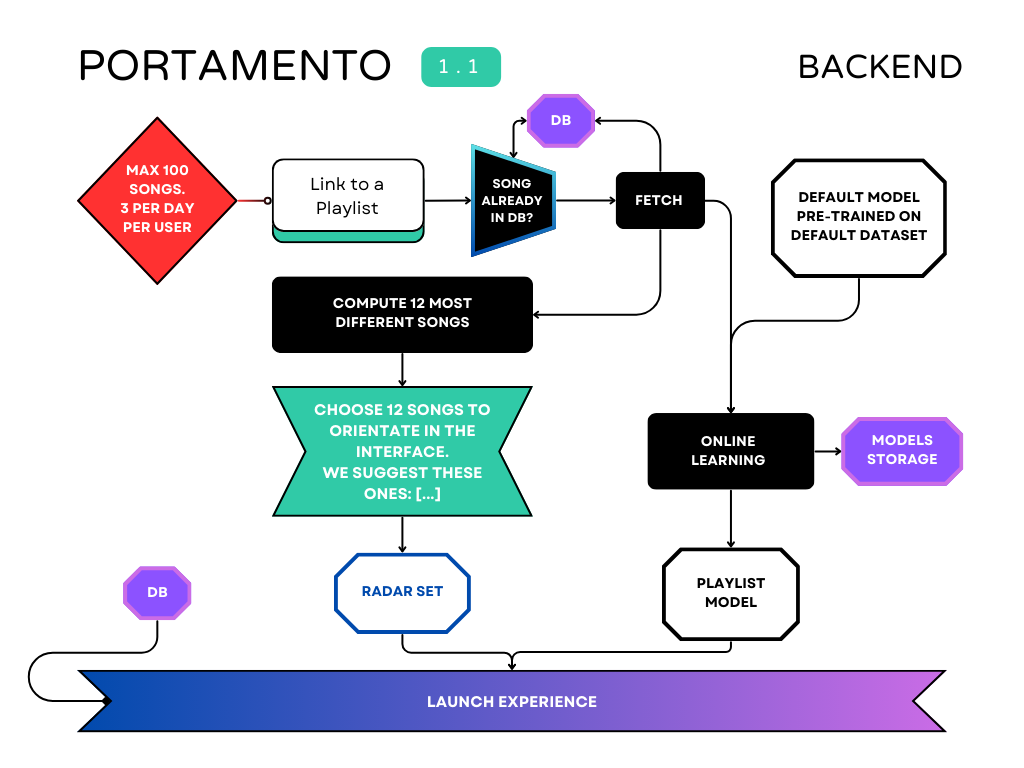 PORTAMENTO
1.1
BACKEND
DB
MAX 100
SONGS.
3 PER DAY
PER USER
Link to a
Playlist
SONG
ALREADY
IN DB?
FETCH
DEFAULT MODEL
PRE-TRAINED ON
DEFAULT DATASET
COMPUTE 12 MOST
DIFFERENT SONGS
CHOOSE 12 SONGS TO
ORIENTATE IN THE
INTERFACE.
WE SUGGEST THESE
ONES: [...]
ONLINE
LEARNING
MODELS
STORAGE
DB
RADAR SET
PLAYLIST
MODEL
LAUNCH EXPERIENCE